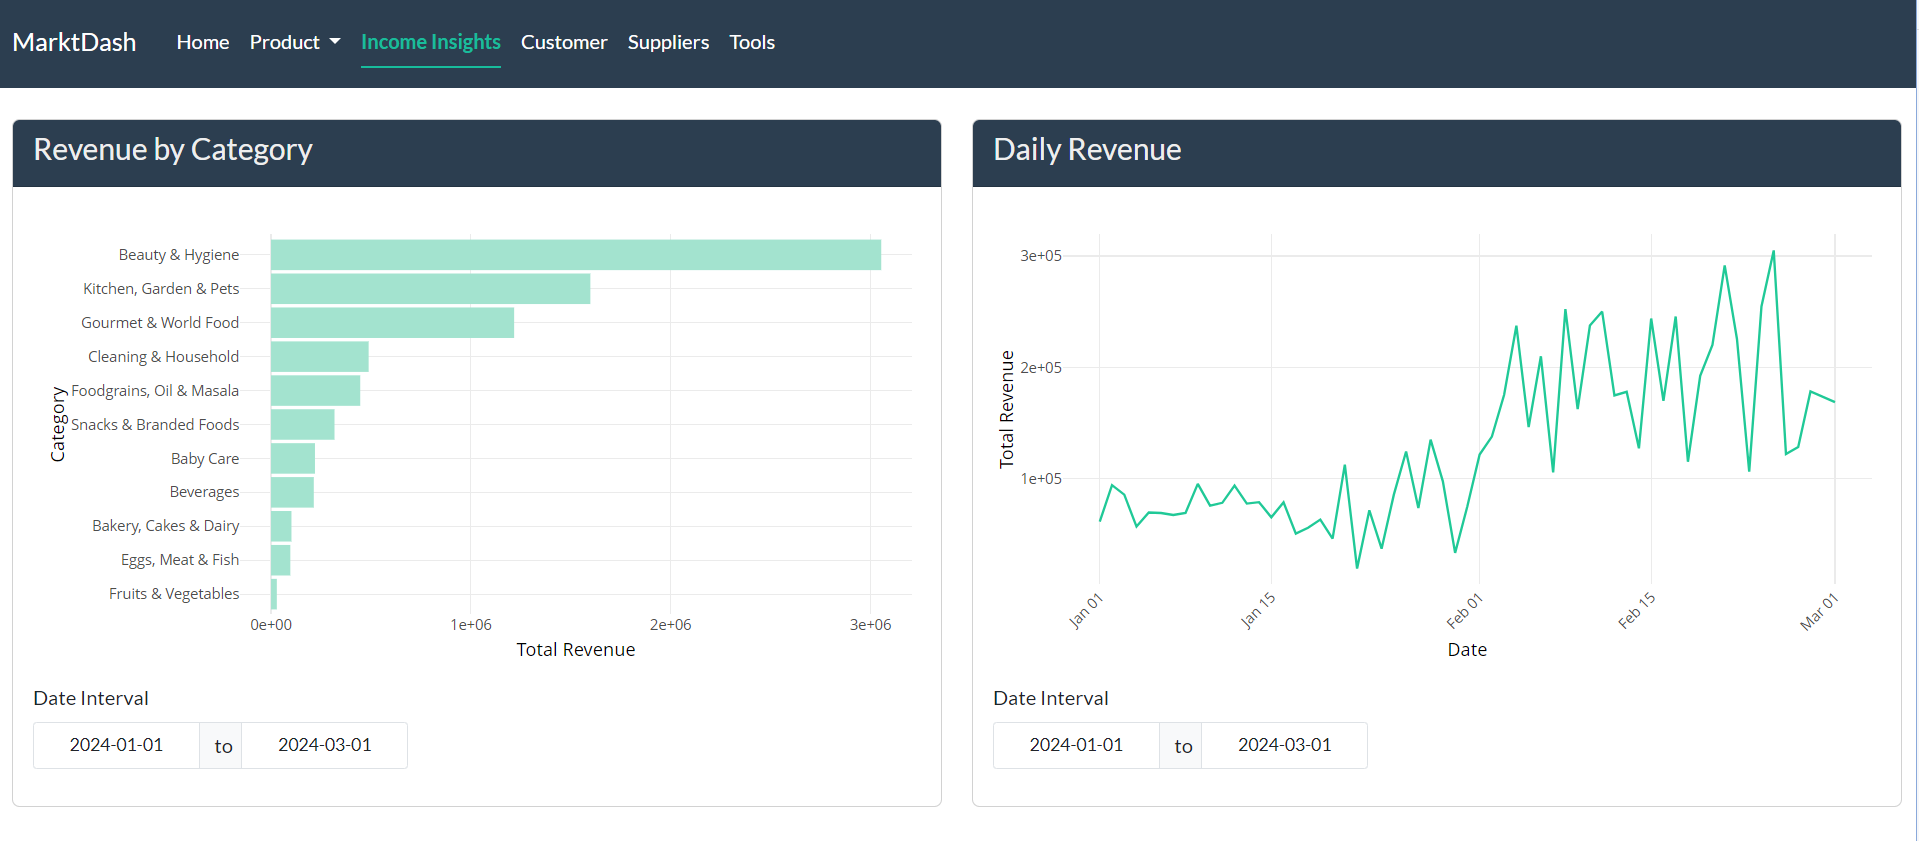 MarktDash Home Product Income Insights Customer Suppliers Tools
Revenue by Category
Category
Beauty & Hygiene
Kitchen, Garden & Pets
Gourmet & World Food
Cleaning & Household
Foodgrains, Oil & Masala
Snacks & Branded Foods
Baby Care
Beverages
Bakery, Cakes & Dairy
Eggs, Meat & Fish
Fruits & Vegetables
0e+00 1e+06 2e+06 3e+06
Total Revenue
Date Interval
2024-01-01 to 2024-03-01
Daily Revenue
Total Revenue
3e+05
2e+05
1e+05
Jan 01 Jan 15 Feb 01 Feb 15 Mar 01
Date
Date Interval
2024-01-01 to 2024-03-01